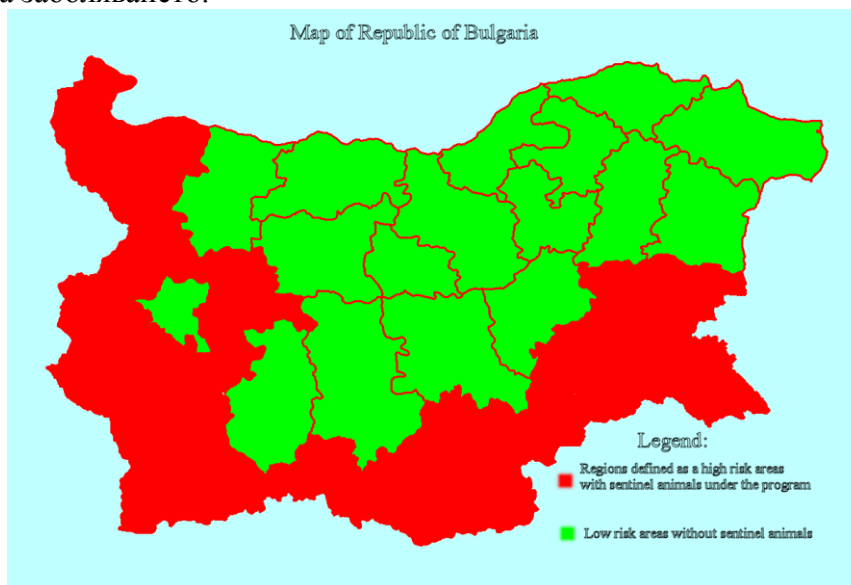 Map of Republic of Bulgaria
Legend:
Regions defined as a high risk areas
with sentinel animals under the program
Low risk areas without sentinel animals